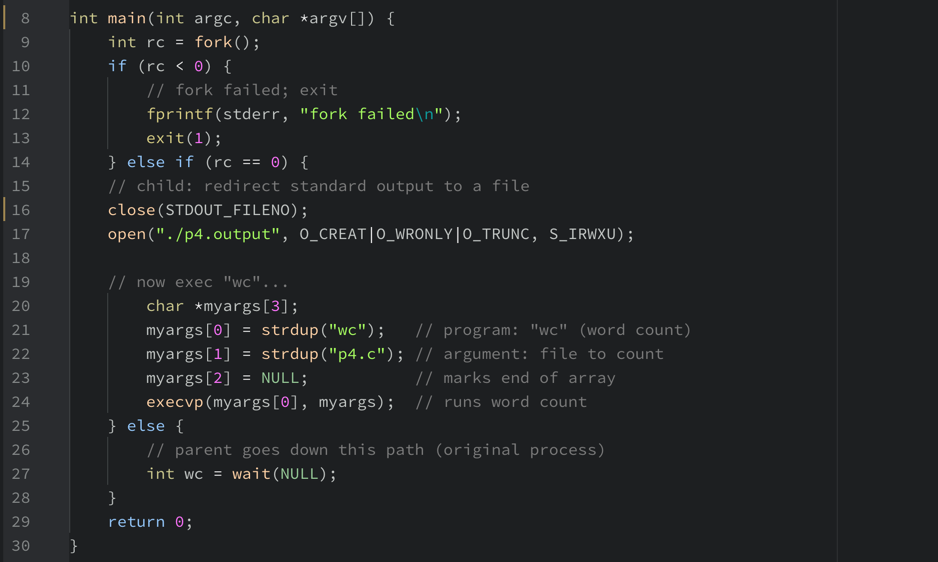 8 int main(int argc, char *argv[]) {
9     int rc = fork();
10     if (rc < 0) {
11         // fork failed; exit
12         fprintf(stderr, "fork failed\n");
13         exit(1);
14     } else if (rc == 0) {
15     // child: redirect standard output to a file
16     close(STDOUT_FILENO);
17     open("./p4.output", O_CREAT|O_WRONLY|O_TRUNC, S_IRWXU);
18
19     // now exec "wc"...
20         char *myargs[3];
21         myargs[0] = strdup("wc");   // program: "wc" (word count)
22         myargs[1] = strdup("p4.c"); // argument: file to count
23         myargs[2] = NULL;           // marks end of array
24         execvp(myargs[0], myargs);  // runs word count
25     } else {
26         // parent goes down this path (original process)
27         int wc = wait(NULL);
28     }
29     return 0;
30 }